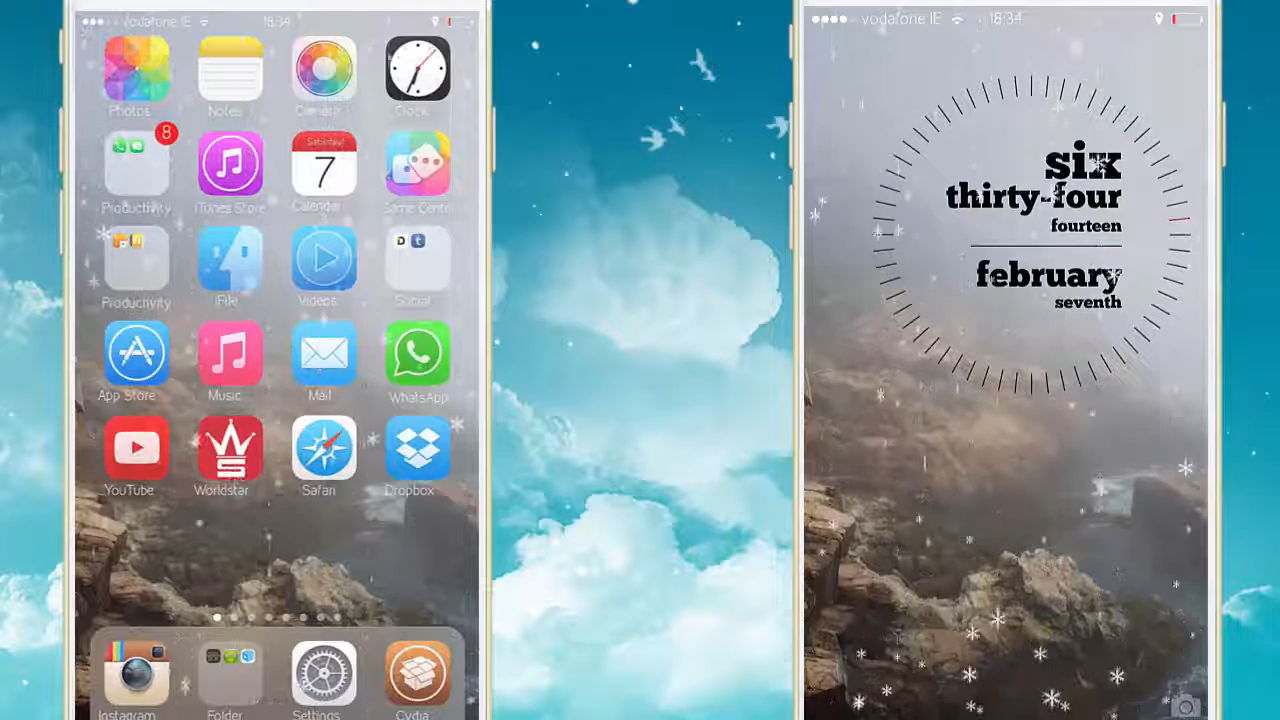 vodafone IE 18:34
Photos Notes Camera Clock
8
Saturday
7
Productivity iTunes Store Calendar Game Centre
D t
Productivity iFile Videos Social
App Store Music Mail WhatsApp
W S
YouTube Worldstar Safari Dropbox
Instagram Folder Settings Cydia
vodafone IE 18:34
six
thirty-four
fourteen
february
seventh